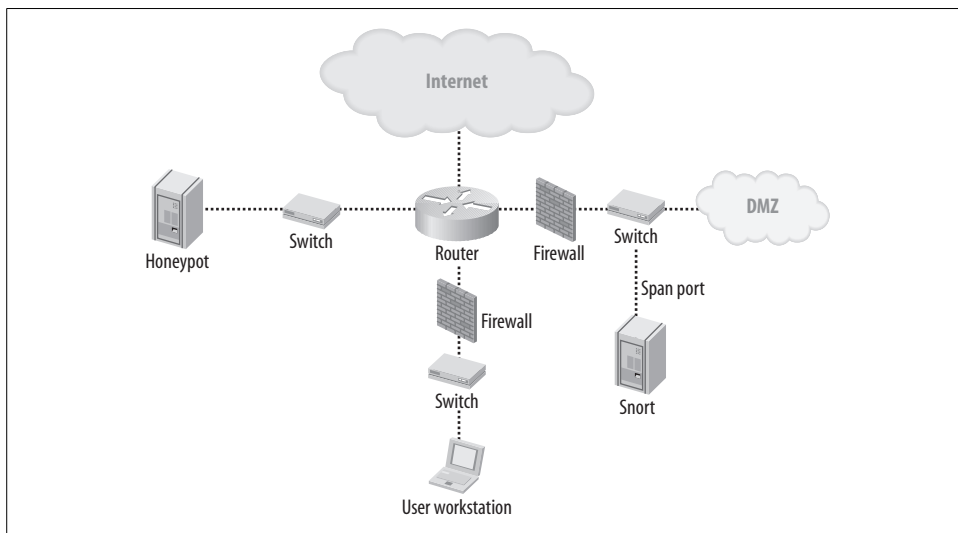 Internet
DMZ
Honeypot
Switch
Router
Firewall
Switch
Span port
Firewall
Switch
Snort
User workstation